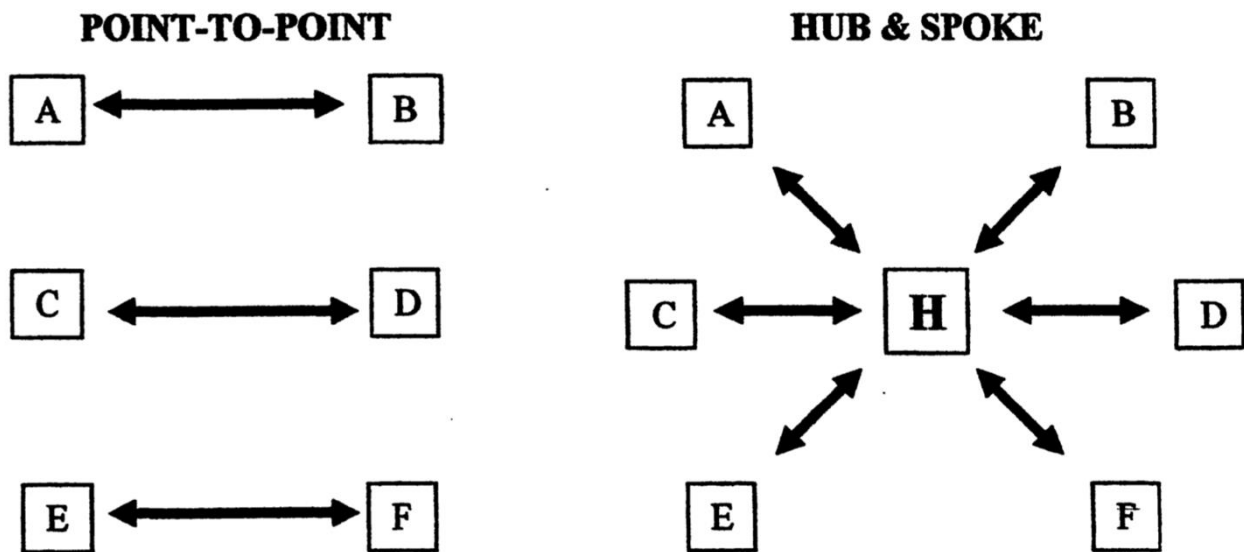 POINT-TO-POINT
A B
C D
E F
HUB & SPOKE
A B
C H D
E F